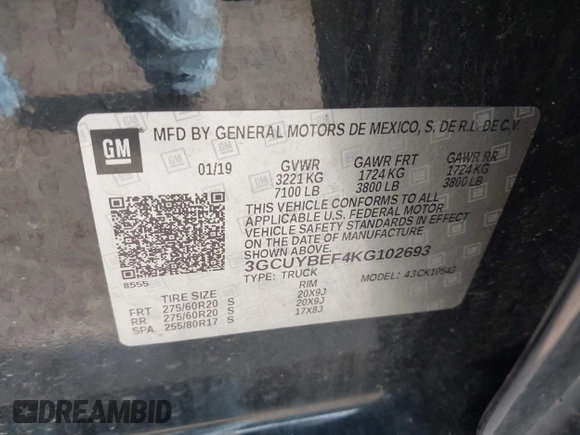 GM
MFD BY GENERAL MOTORS DE MEXICO, S. DE R.L. DE C.V.
01/19 GVWR GAWR FRT GAWR RR
3221 KG 1724 KG 1724 KG
7100 LB 3800 LB 3800 LB
THIS VEHICLE CONFORMS TO ALL
APPLICABLE U.S. FEDERAL MOTOR
VEHICLE SAFETY STANDARDS IN EFFECT
ON THE DATE OF MANUFACTURE SHOWN ABOVE.
3GCUYBEF4KG102693
TYPE: TRUCK MODEL: 43CK10543
8555
TIRE SIZE RIM
FRT 275/60R20 S 20X9J
RR 275/60R20 S 20X9J
SPA 255/80R17 S 17X8J
DREAMBID